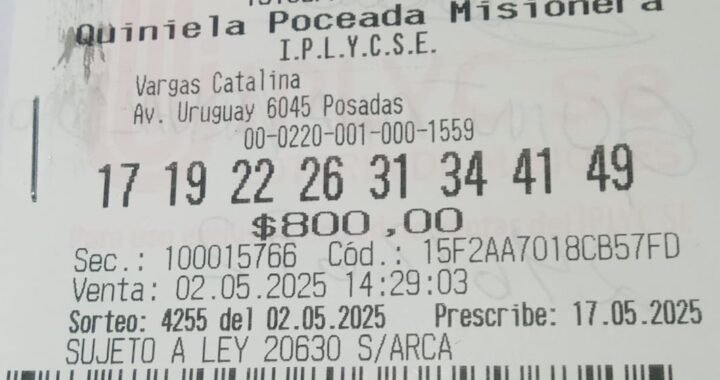 Quiniela Poceada Misionera
I.P.L.Y.C.S.E.
Vargas Catalina
Av. Uruguay 6045 Posadas
00-0220-001-000-1559
17 19 22 26 31 34 41 49
$800,00
Sec.: 100015766 Cód.: 15F2AA7018CB57FD
Venta: 02.05.2025 14:29:03
Sorteo: 4255 del 02.05.2025 Prescribe: 17.05.2025
SUJETO A LEY 20630 S/ARCA